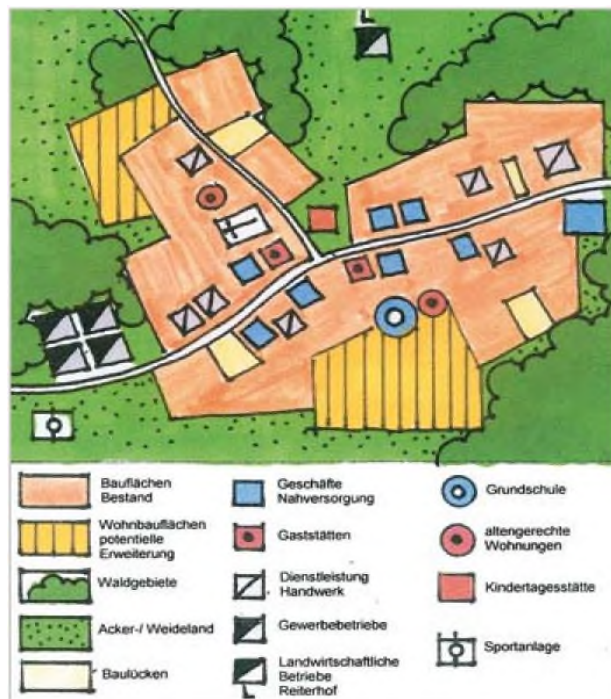 Bauflächen
Bestand
Wohnbauflächen
potentielle
Erweiterung
Waldgebiete
Acker-/ Weideland
Baulücken
Geschäfte
Nahversorgung
Gaststätten
Dienstleistung
Handwerk
Gewerbebetriebe
Landwirtschaftliche
Betriebe
Reiterhof
Grundschule
altengerechte
Wohnungen
Kindertagesstätte
Sportanlage